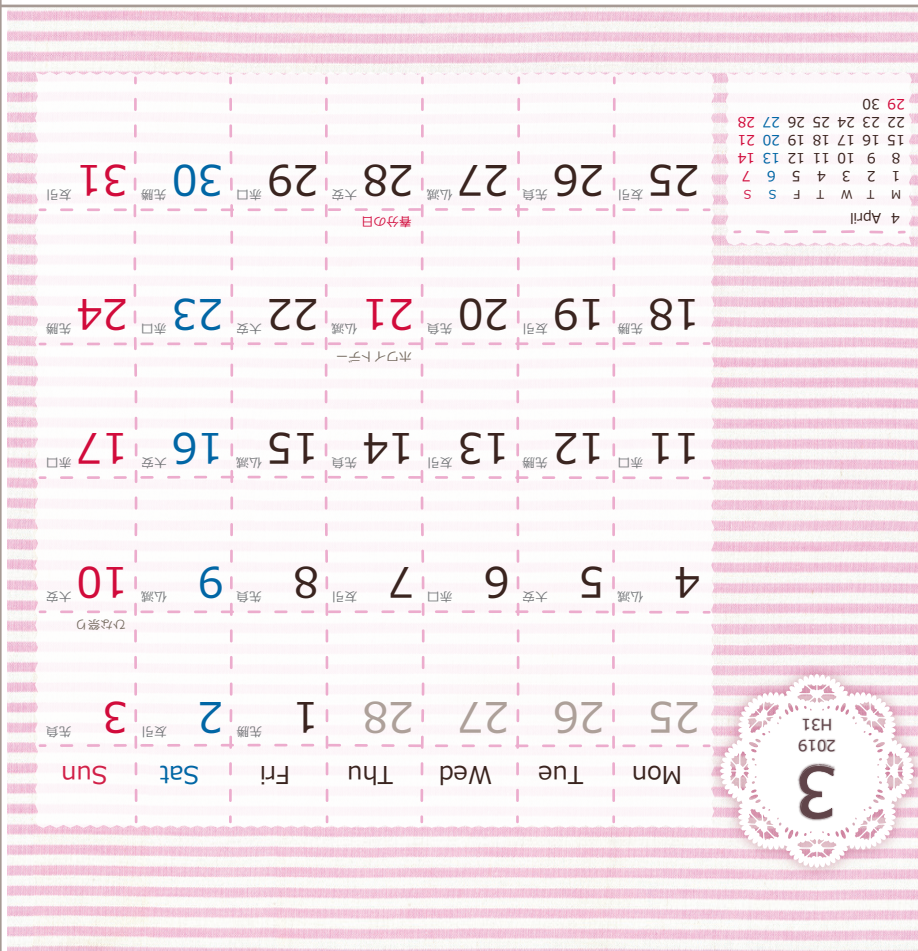 3
2019
H31
Mon Tue Wed Thu Fri Sat Sun
25 26 27 28 1 先勝 2 友引 3 先負
ひな祭り
4 仏滅 5 大安 6 赤口 7 友引 8 先負 9 仏滅 10 大安
11 赤口 12 先勝 13 友引 14 先負 15 仏滅 16 大安 17 赤口
ホワイトデー
18 先勝 19 友引 20 先負 21 仏滅 22 大安 23 赤口 24 先勝
春分の日
25 友引 26 先負 27 仏滅 28 大安 29 赤口 30 先勝 31 友引
4 April
M T W T F S S
1 2 3 4 5 6 7
8 9 10 11 12 13 14
15 16 17 18 19 20 21
22 23 24 25 26 27 28
29 30